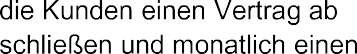 die Kunden einen Vertrag ab
schließen und monatlich einen